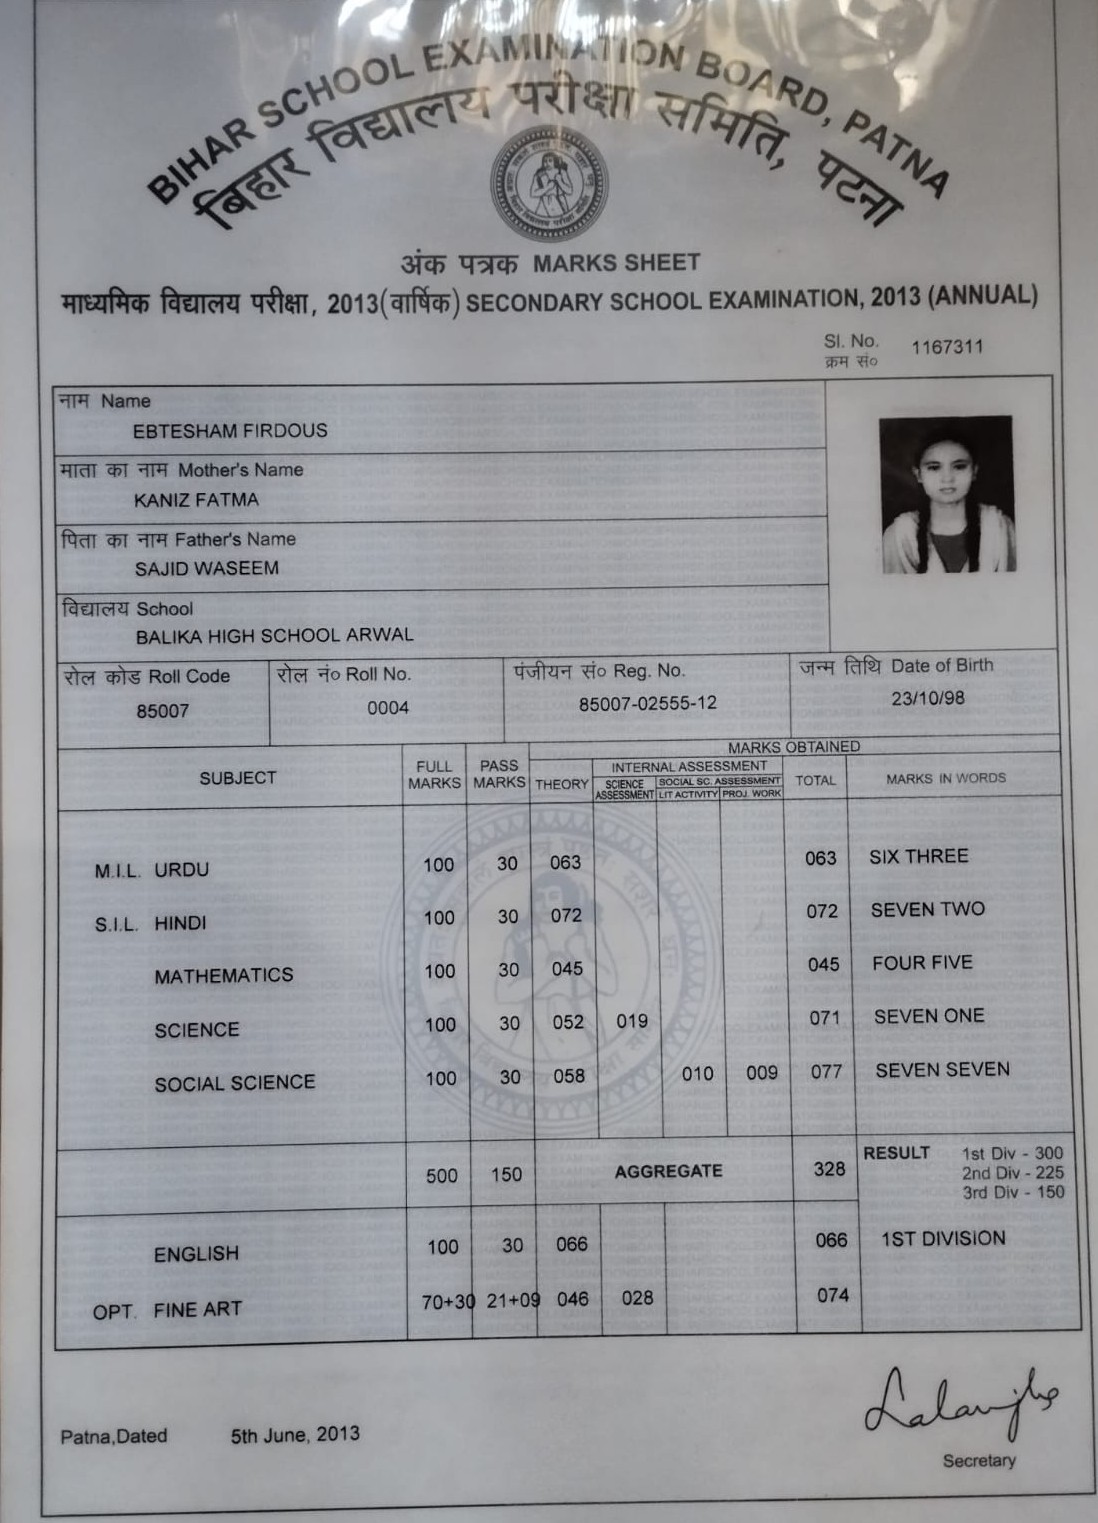 BIHAR SCHOOL EXAMINATION BOARD, PATNA
बिहार विद्यालय परीक्षा समिति, पटना
अंक पत्रक MARKS SHEET
माध्यमिक विद्यालय परीक्षा, 2013(वार्षिक) SECONDARY SCHOOL EXAMINATION, 2013 (ANNUAL)
Sl. No. 1167311
क्रम सं०
नाम Name
EBTESHAM FIRDOUS
माता का नाम Mother's Name
KANIZ FATMA
पिता का नाम Father's Name
SAJID WASEEM
विद्यालय School
BALIKA HIGH SCHOOL ARWAL
रोल कोड Roll Code रोल नं० Roll No. पंजीयन सं० Reg. No. जन्म तिथि Date of Birth
85007 0004 85007-02555-12 23/10/98
MARKS OBTAINED
SUBJECT FULL MARKS PASS MARKS THEORY INTERNAL ASSESSMENT TOTAL MARKS IN WORDS
SCIENCE ASSESSMENT SOCIAL SC. ASSESSMENT
LIT ACTIVITY PROJ. WORK
M.I.L. URDU 100 30 063 063 SIX THREE
S.I.L. HINDI 100 30 072 072 SEVEN TWO
MATHEMATICS 100 30 045 045 FOUR FIVE
SCIENCE 100 30 052 019 071 SEVEN ONE
SOCIAL SCIENCE 100 30 058 010 009 077 SEVEN SEVEN
500 150 AGGREGATE 328 RESULT 1st Div - 300
2nd Div - 225
3rd Div - 150
ENGLISH 100 30 066 066 1ST DIVISION
OPT. FINE ART 70+30 21+09 046 028 074
Patna,Dated 5th June, 2013
Secretary